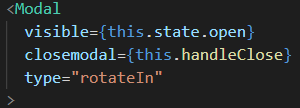 <Modal
visible={this.state.open}
closemodal={this.handleClose}
type="rotateIn"
>